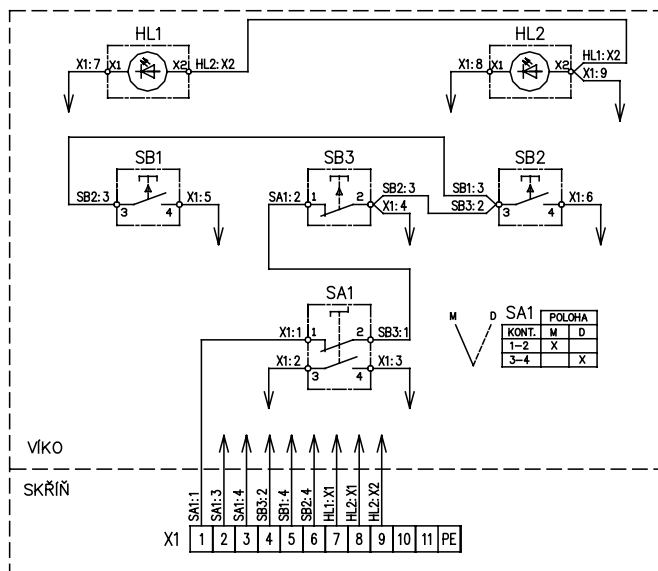 HL1
HL2
X1:7
X1
X2
HL2:X2
X1:8
X1
X2
HL1:X2
X1:9
SB1
SB3
SB2
SB2:3
3
4
X1:5
SA1:2
1
2
SB2:3
X1:4
SB1:3
SB3:2
3
4
X1:6
SA1
X1:1
1
2
SB3:1
X1:2
3
4
X1:3
M
D
SA1
POLOHA
KONT. M D
1-2 X
3-4 X
VÍKO
SKŘÍŇ
SA1:1
SA1:3
SA1:4
SB3:2
SB1:4
SB2:4
HL1:X1
HL2:X1
HL2:X2
X1 1 2 3 4 5 6 7 8 9 10 11 PE